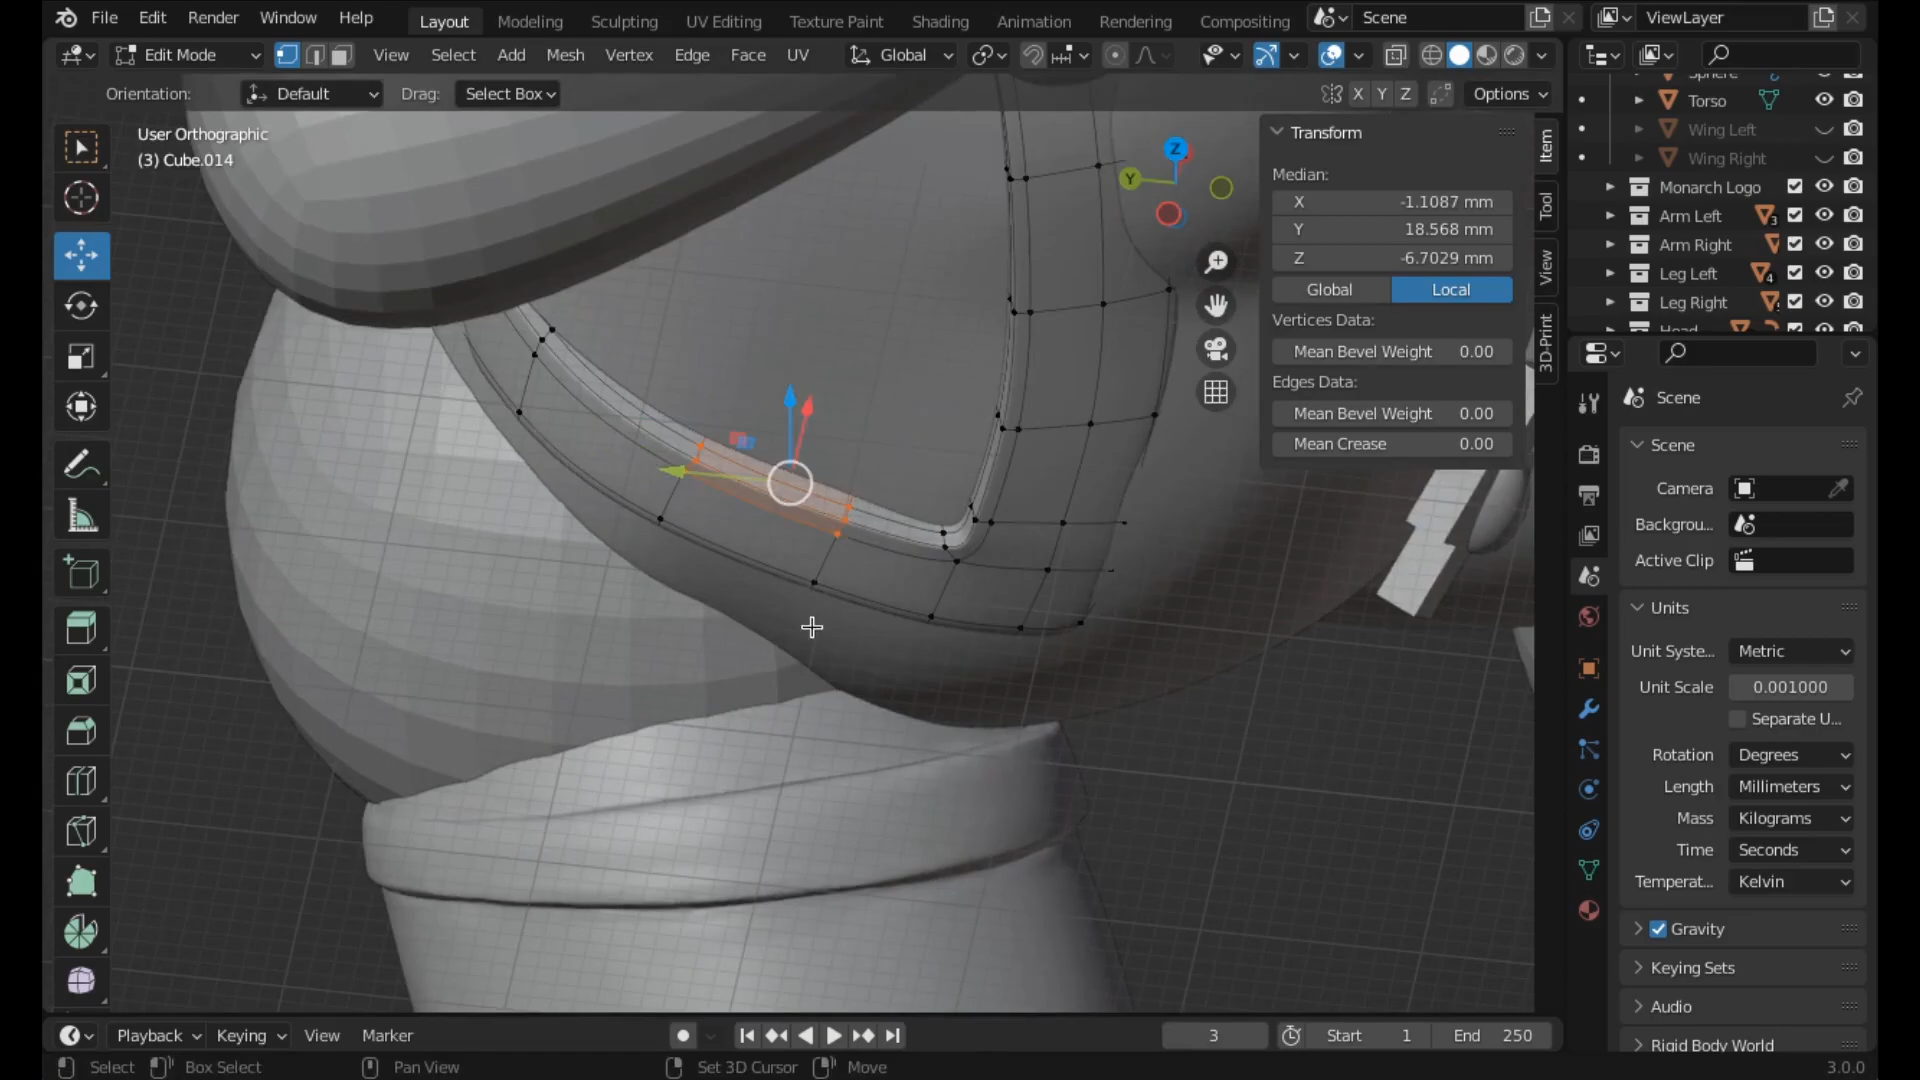 File Edit Render Window Help Layout Modeling Sculpting UV Editing Texture Paint Shading Animation Rendering Compositing Scene ViewLayer
Edit Mode View Select Add Mesh Vertex Edge Face UV Global
Orientation: Default Drag: Select Box X Y Z Options
User Orthographic
(3) Cube.014
Z
Y
Transform
Median:
X -1.1087 mm
Y 18.568 mm
Z -6.7029 mm
Global Local
Vertices Data:
Mean Bevel Weight 0.00
Edges Data:
Mean Bevel Weight 0.00
Mean Crease 0.00
Item
Tool
View
3D-Print
Sphere
Torso
Wing Left
Wing Right
Monarch Logo
Arm Left 3
Arm Right
Leg Left 4
Leg Right
Head
Scene
Scene
Camera
Backgrou...
Active Clip
Units
Unit Syste... Metric
Unit Scale 0.001000
Separate U...
Rotation Degrees
Length Millimeters
Mass Kilograms
Time Seconds
Temperat... Kelvin
Gravity
Keying Sets
Audio
Rigid Body World
Playback Keying View Marker 3 Start 1 End 250
Select Box Select Pan View Set 3D Cursor Move 3.0.0